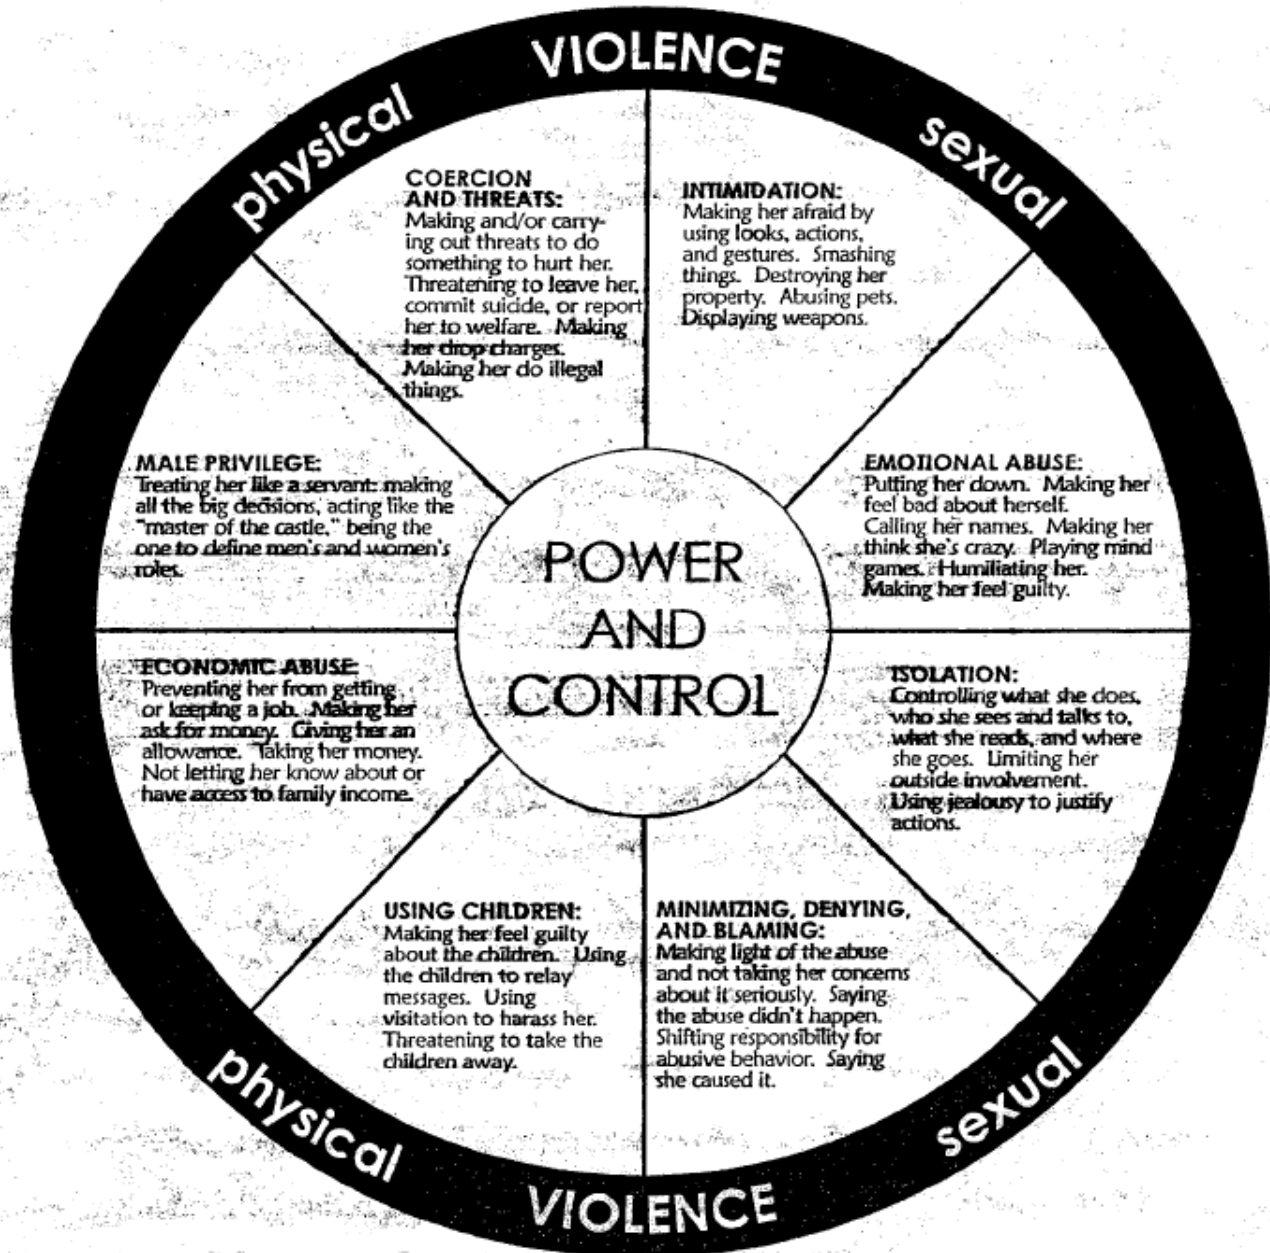 physical VIOLENCE sexual
COERCION
AND THREATS:
Making and/or carry-
ing out threats to do
something to hurt her.
Threatening to leave her,
commit suicide, or report
her to welfare. Making
her drop charges.
Making her do illegal
things.
INTIMIDATION:
Making her afraid by
using looks, actions,
and gestures. Smashing
things. Destroying her
property. Abusing pets.
Displaying weapons.
MALE PRIVILEGE:
Treating her like a servant: making
all the big decisions, acting like the
"master of the castle," being the
one to define men's and women's
roles.
EMOTIONAL ABUSE:
Putting her down. Making her
feel bad about herself.
Calling her names. Making her
think she's crazy. Playing mind
games. Humiliating her.
Making her feel guilty.
POWER
AND
CONTROL
ECONOMIC ABUSE:
Preventing her from getting
or keeping a job. Making her
ask for money. Giving her an
allowance. Taking her money.
Not letting her know about or
have access to family income.
ISOLATION:
Controlling what she does,
who she sees and talks to,
what she reads, and where
she goes. Limiting her
outside involvement.
Using jealousy to justify
actions.
USING CHILDREN:
Making her feel guilty
about the children. Using
the children to relay
messages. Using
visitation to harass her.
Threatening to take the
children away.
MINIMIZING, DENYING,
AND BLAMING:
Making light of the abuse
and not taking her concerns
about it seriously. Saying
the abuse didn't happen.
Shifting responsibility for
abusive behavior. Saying
she caused it.
physical VIOLENCE sexual